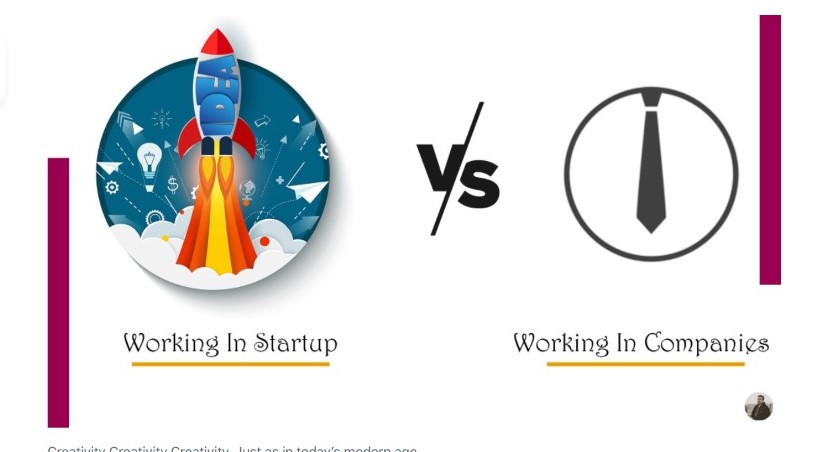 IDEA
VS
Working In Startup
Working In Companies
Creativity Creativity Creativity. Just as in today's modern age